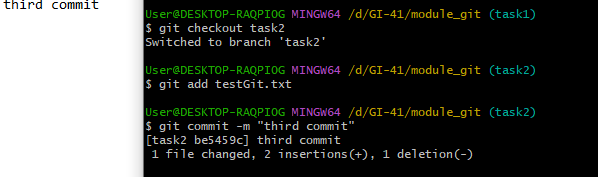 third commit
User@DESKTOP-RAQPIOG MINGW64 /d/GI-41/module_git (task1)
$ git checkout task2
Switched to branch 'task2'
User@DESKTOP-RAQPIOG MINGW64 /d/GI-41/module_git (task2)
$ git add testGit.txt
User@DESKTOP-RAQPIOG MINGW64 /d/GI-41/module_git (task2)
$ git commit -m "third commit"
[task2 be5459c] third commit
1 file changed, 2 insertions(+), 1 deletion(-)